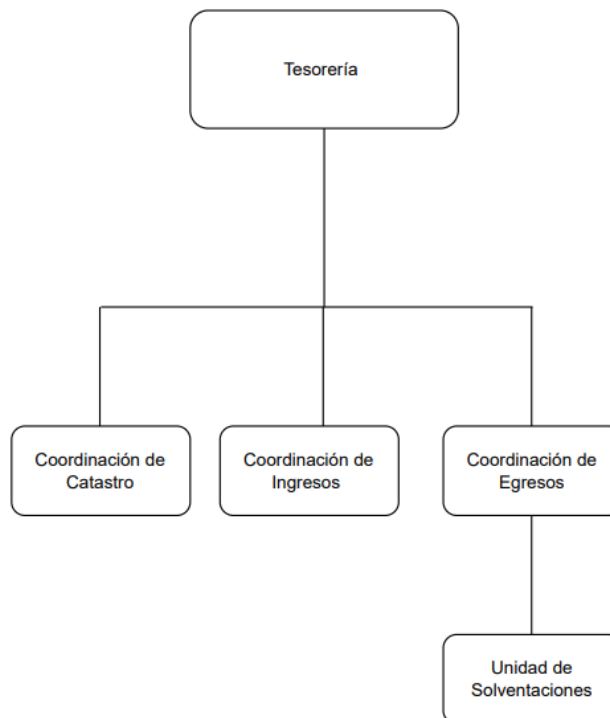 Tesorería
Coordinación de
Catastro
Coordinación de
Ingresos
Coordinación de
Egresos
Unidad de
Solventaciones